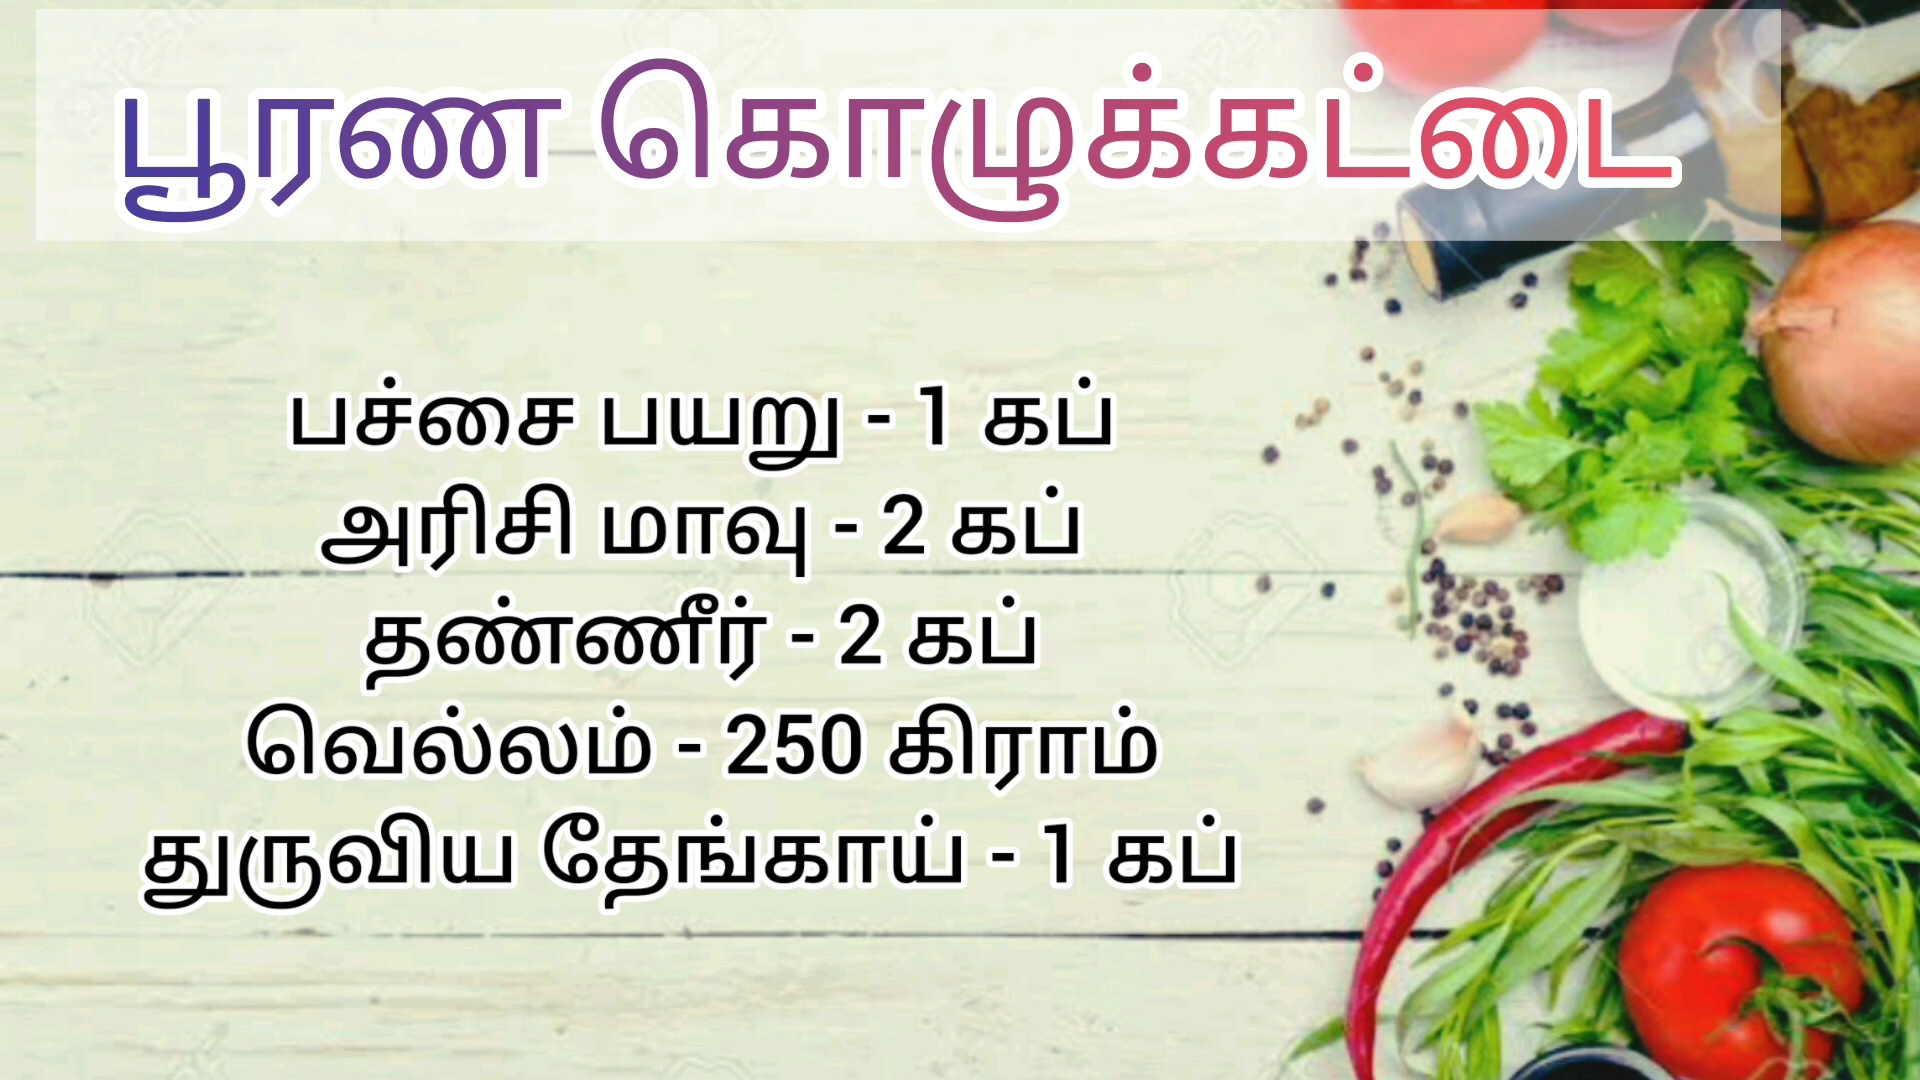 பூரண கொழுக்கட்டை
பச்சை பயறு - 1 கப்
அரிசி மாவு - 2 கப்
தண்ணீர் - 2 கப்
வெல்லம் - 250 கிராம்
துருவிய தேங்காய் - 1 கப்